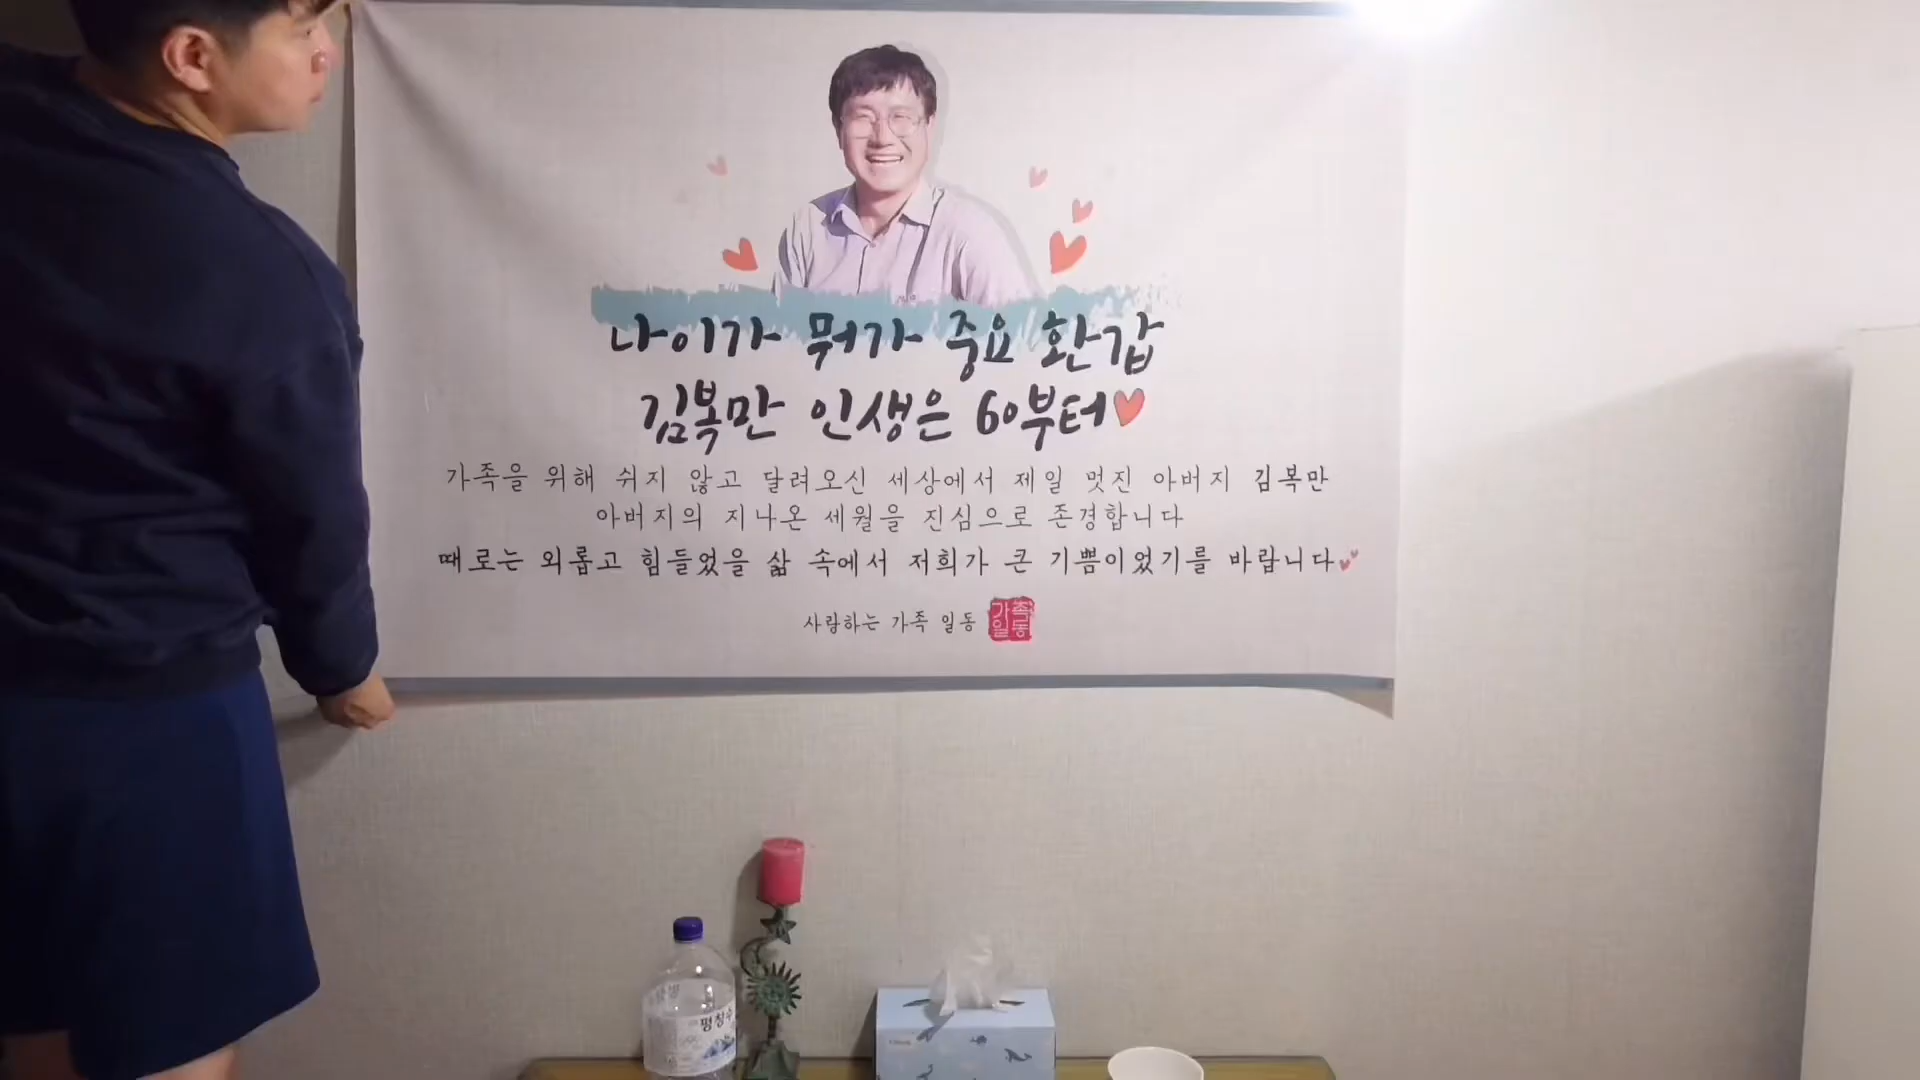 나이가 뭐가 중요 환갑
김복만 인생은 60부터
가족을 위해 쉬지 않고 달려오신 세상에서 제일 멋진 아버지 김복만
아버지의 지나온 세월을 진심으로 존경합니다
때로는 외롭고 힘들었을 삶 속에서 저희가 큰 기쁨이었기를 바랍니다
사랑하는 가족 일동
가족
일동
평창수